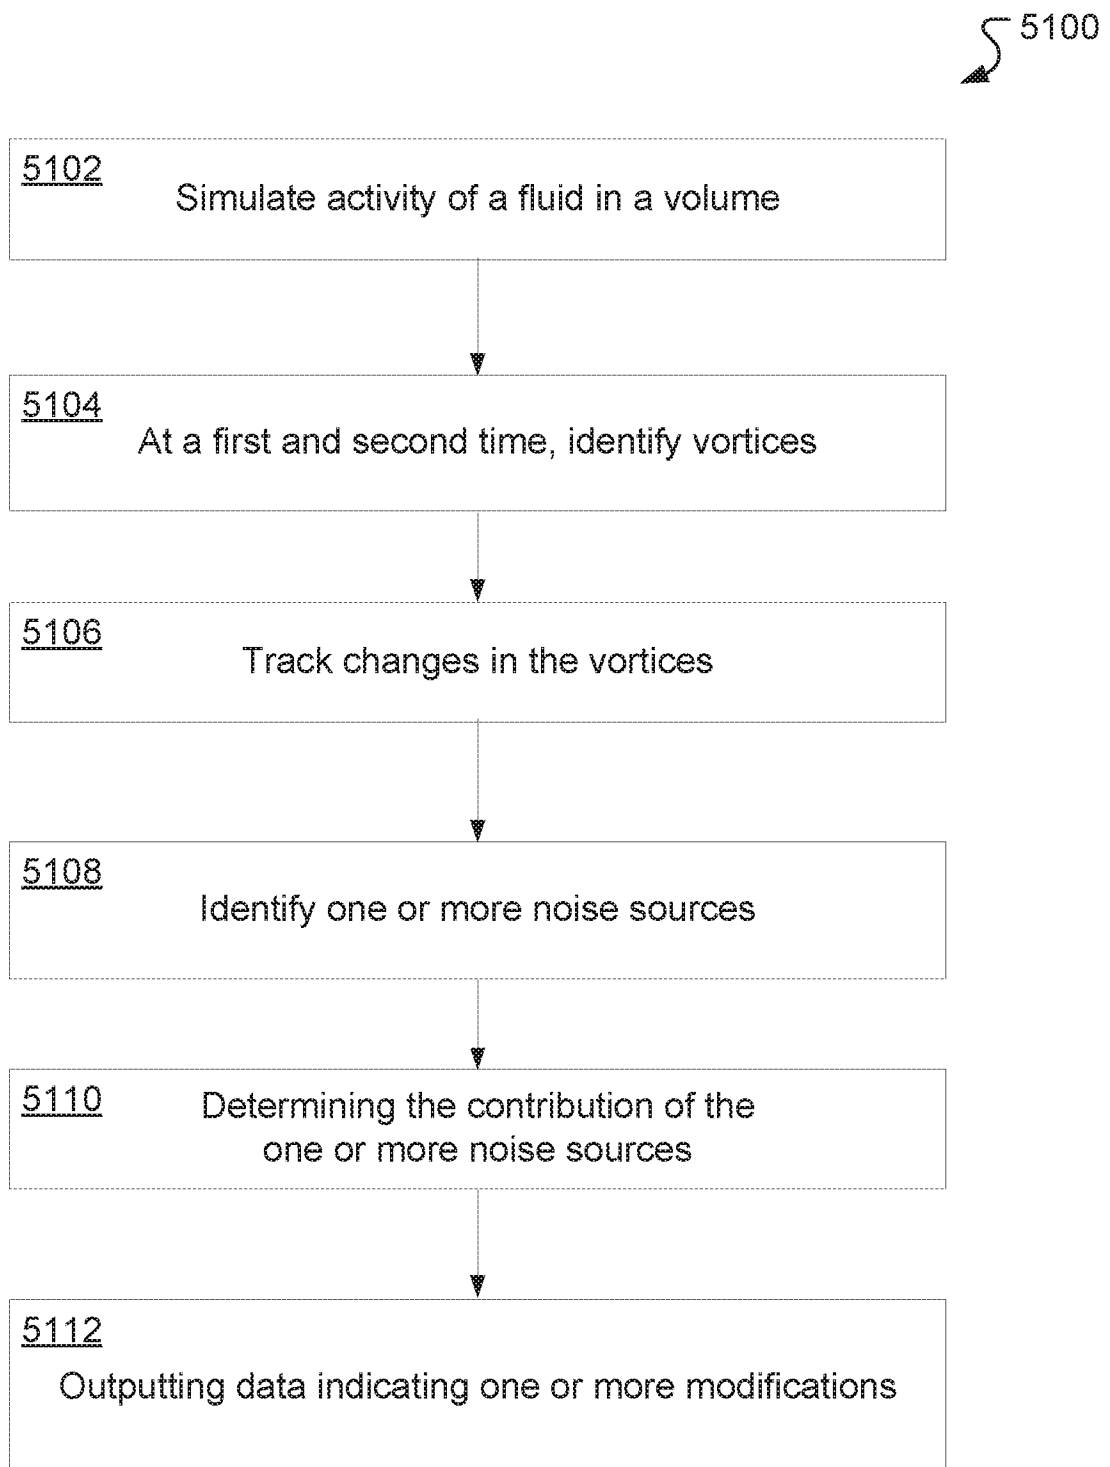 5100
5102
Simulate activity of a fluid in a volume
5104
At a first and second time, identify vortices
5106
Track changes in the vortices
5108
Identify one or more noise sources
5110
Determining the contribution of the
one or more noise sources
5112
Outputting data indicating one or more modifications